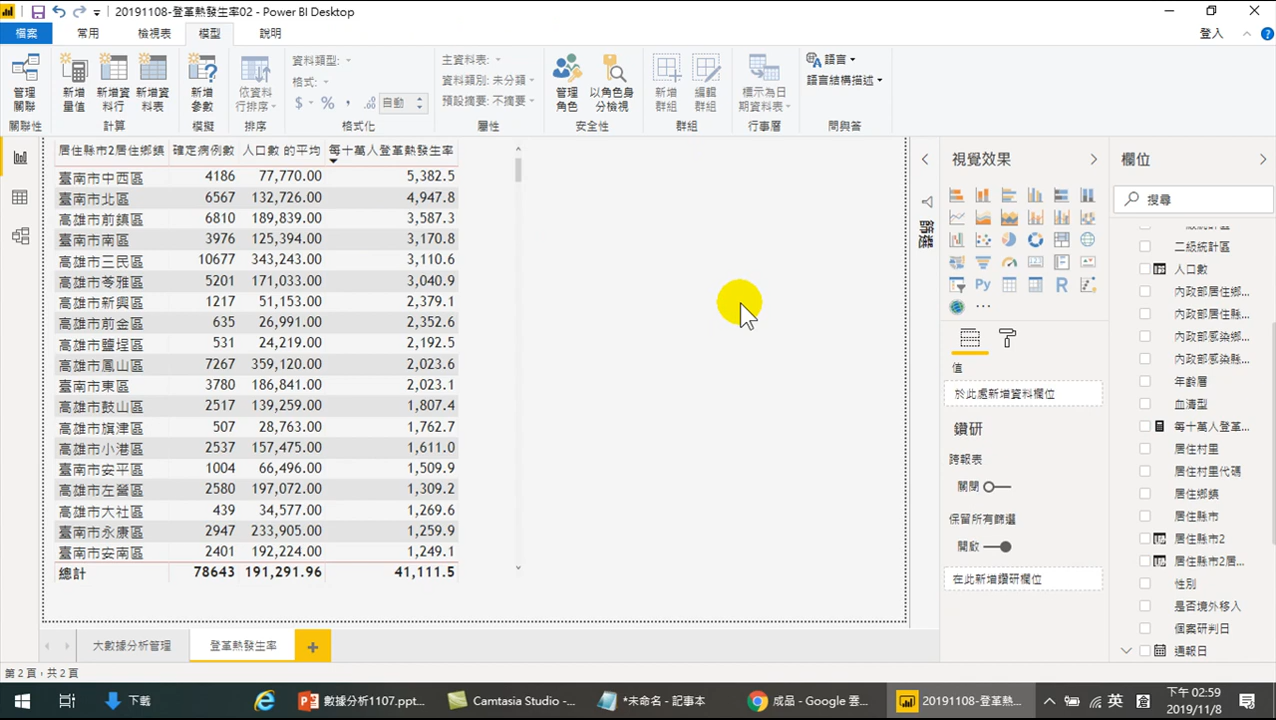 20191108-登革熱發生率02 - Power BI Desktop
檔案 常用 檢視表 模型 說明 登入
管理關聯 新增量值 新增資料行 新增資料表 新增參數 依資料行排序 資料類型: 格式: $ % , .00 自動 主資料表: 資料類別: 未分類 預設摘要: 不摘要 管理角色 以角色身分檢視 新增群組 編輯群組 標示為日期資料表 語言 語言結構描述
關聯性 計算 模擬 排序 格式化 屬性 安全性 群組 行事曆 問與答
居住縣市2居住鄉鎮 確定病例數 人口數 的平均 每十萬人登革熱發生率
臺南市中西區 4186 77,770.00 5,382.5
臺南市北區 6567 132,726.00 4,947.8
高雄市前鎮區 6810 189,839.00 3,587.3
臺南市南區 3976 125,394.00 3,170.8
高雄市三民區 10677 343,243.00 3,110.6
高雄市苓雅區 5201 171,033.00 3,040.9
高雄市新興區 1217 51,153.00 2,379.1
高雄市前金區 635 26,991.00 2,352.6
高雄市鹽埕區 531 24,219.00 2,192.5
高雄市鳳山區 7267 359,120.00 2,023.6
臺南市東區 3780 186,841.00 2,023.1
高雄市鼓山區 2517 139,259.00 1,807.4
高雄市旗津區 507 28,763.00 1,762.7
高雄市小港區 2537 157,475.00 1,611.0
臺南市安平區 1004 66,496.00 1,509.9
高雄市左營區 2580 197,072.00 1,309.2
高雄市大社區 439 34,577.00 1,269.6
臺南市永康區 2947 233,905.00 1,259.9
臺南市安南區 2401 192,224.00 1,249.1
總計 78643 191,291.96 41,111.5
篩選
視覺效果
Py
R
值
於此處新增資料欄位
鑽研
跨報表
關閉
保留所有篩選
開啟
在此新增鑽研欄位
欄位
搜尋
二級統計區
人口數
內政部居住鄉...
內政部居住縣...
內政部感染鄉...
內政部感染縣...
年齡層
血清型
每十萬人登革...
居住村里
居住村里代碼
居住鄉鎮
居住縣市
居住縣市2
居住縣市2居...
性別
是否境外移入
個案研判日
通報日
大數據分析管理 登革熱發生率
第 2 頁，共 2 頁
下載 數據分析1107.ppt... Camtasia Studio -... *未命名 - 記事本 成品 - Google 雲... 20191108-登革熱... 英 下午 02:59
2019/11/8